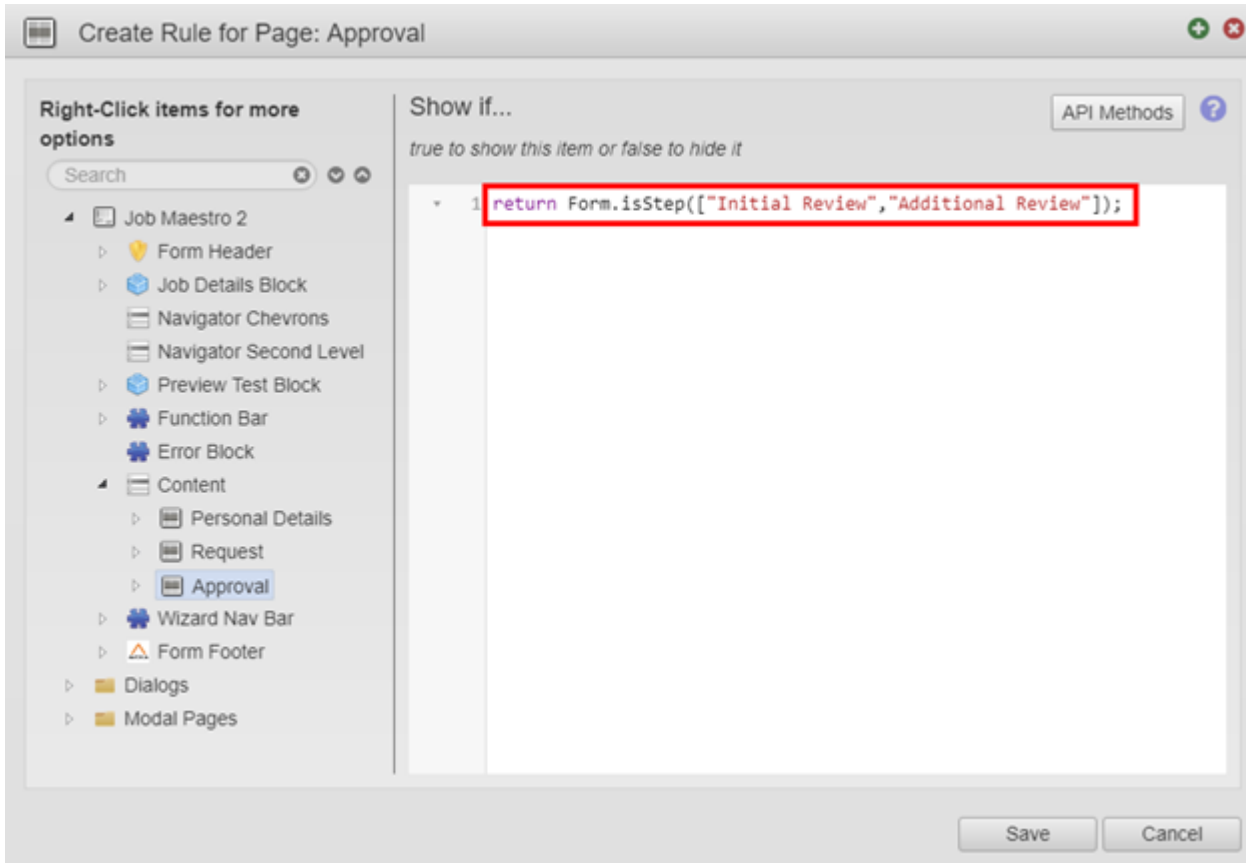 Create Rule for Page: Approval
Right-Click items for more
options
Search
Job Maestro 2
Form Header
Job Details Block
Navigator Chevrons
Navigator Second Level
Preview Test Block
Function Bar
Error Block
Content
Personal Details
Request
Approval
Wizard Nav Bar
Form Footer
Dialogs
Modal Pages
Show if...
API Methods
?
true to show this item or false to hide it
1 return Form.isStep(["Initial Review","Additional Review"]);
Save
Cancel